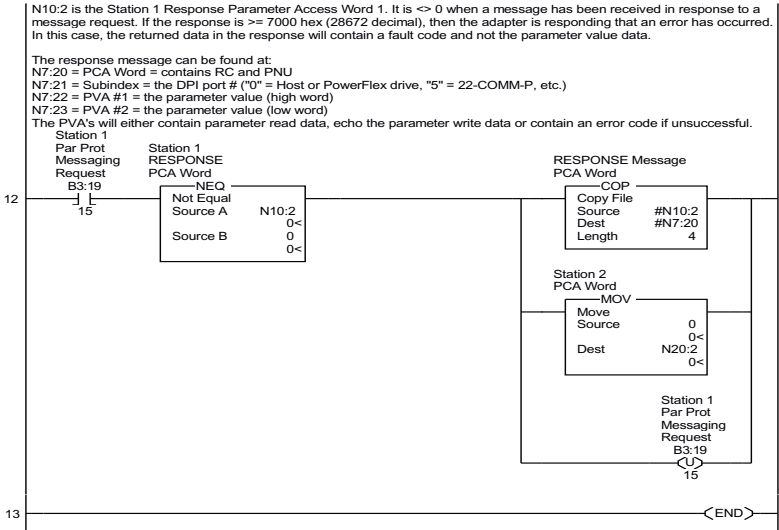 N10:2 is the Station 1 Response Parameter Access Word 1. It is <> 0 when a message has been received in response to a
message request. If the response is >= 7000 hex (28672 decimal), then the adapter is responding that an error has occurred.
In this case, the returned data in the response will contain a fault code and not the parameter value data.
The response message can be found at:
N7:20 = PCA Word = contains RC and PNU
N7:21 = Subindex = the DPI port # ("0" = Host or PowerFlex drive, "5" = 22-COMM-P, etc.)
N7:22 = PVA #1 = the parameter value (high word)
N7:23 = PVA #2 = the parameter value (low word)
The PVA's will either contain parameter read data, echo the parameter write data or contain an error code if unsuccessful.
Station 1
Par Prot
Messaging
Request
B3:19
15
Station 1
RESPONSE
PCA Word
NEQ
Not Equal
Source A N10:2
0<
Source B 0
0<
RESPONSE Message
PCA Word
COP
Copy File
Source #N10:2
Dest #N7:20
Length 4
12
Station 2
PCA Word
MOV
Move
Source 0
0<
Dest N20:2
0<
Station 1
Par Prot
Messaging
Request
B3:19
U
15
13
END